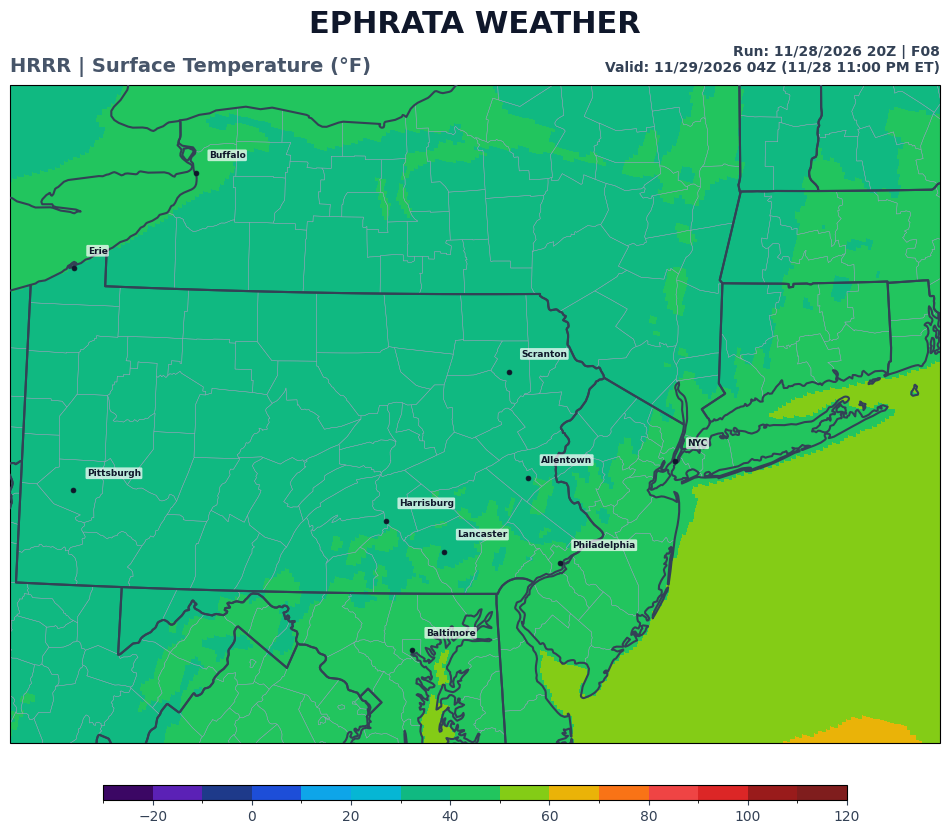 EPHRATA WEATHER
Run: 11/28/2026 20Z | F08
HRRR | Surface Temperature (°F)
Valid: 11/29/2026 04Z (11/28 11:00 PM ET)
Buffalo
Erie
Scranton
NYC
Allentown
Pittsburgh
Harrisburg
Lancaster
Philadelphia
Baltimore
−20 0 20 40 60 80 100 120